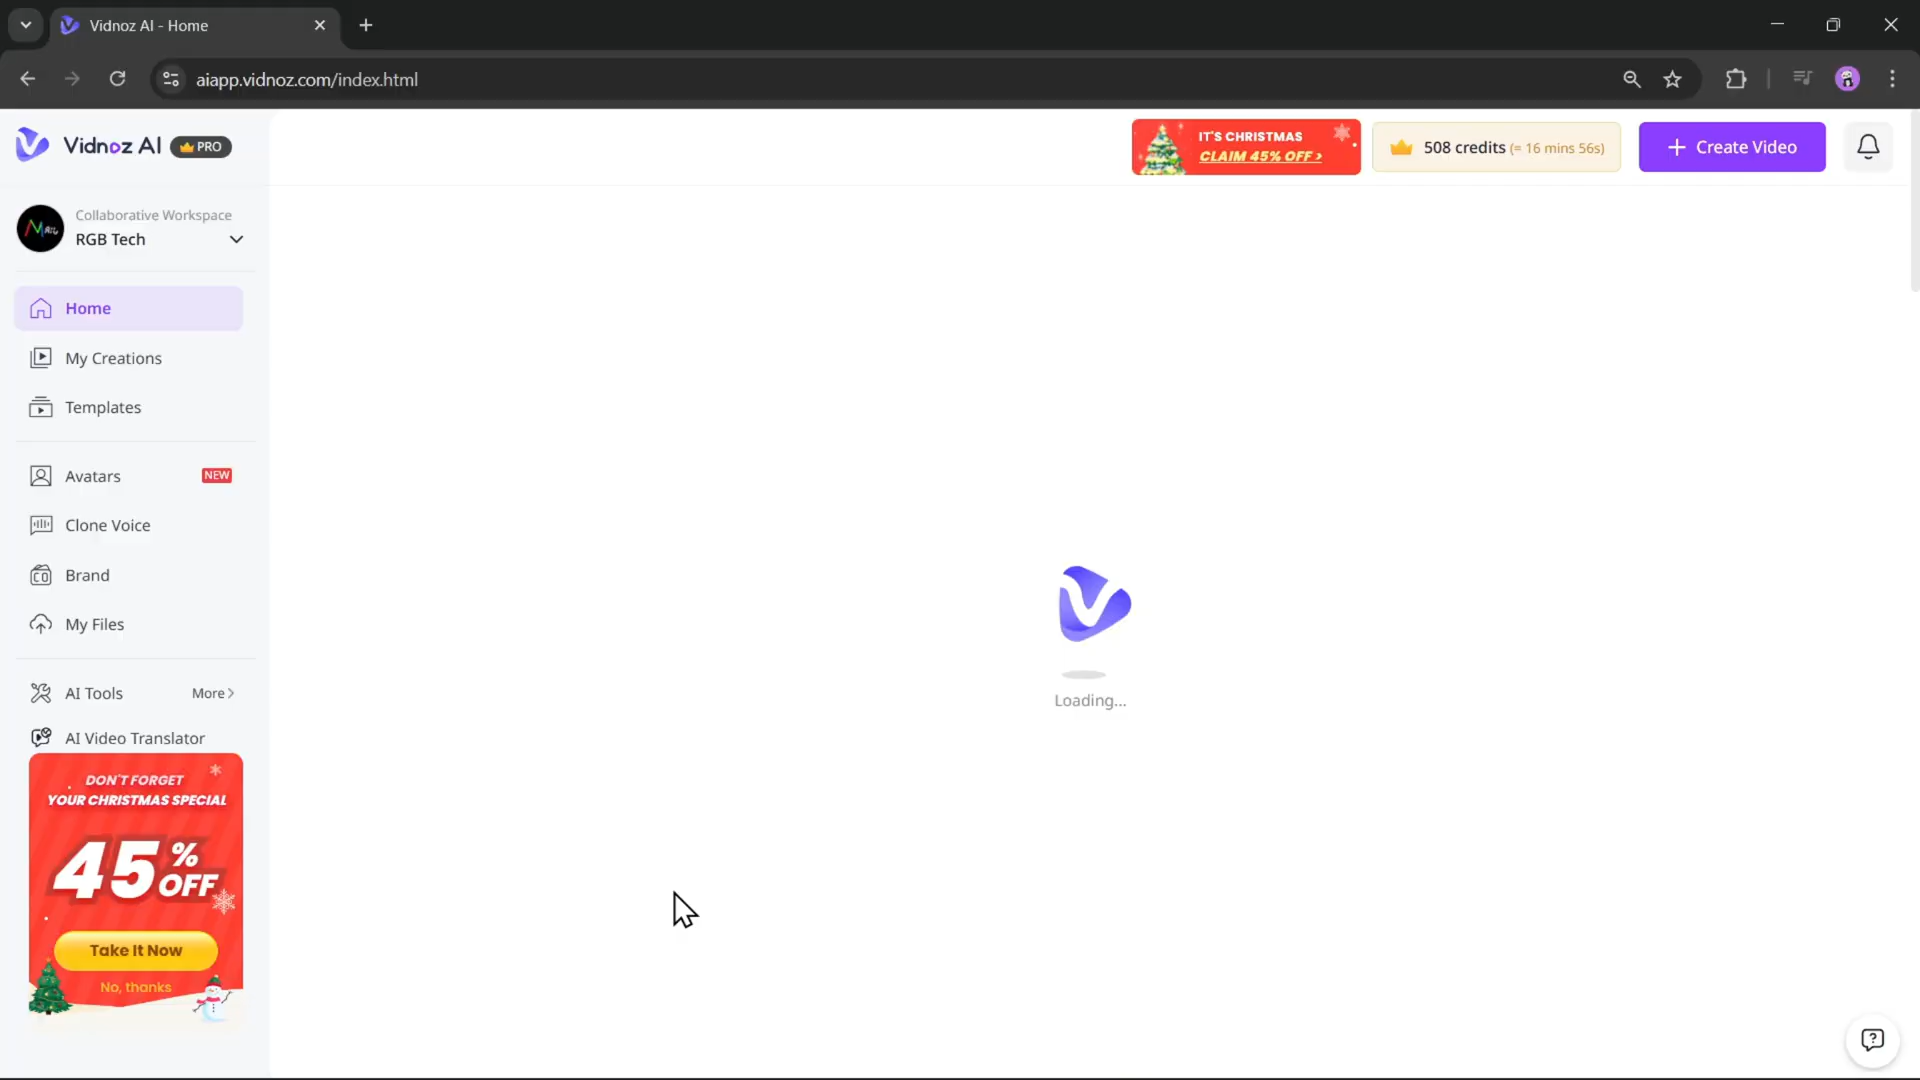 Vidnoz AI - Home
aiapp.vidnoz.com/index.html
Vidnoz AI PRO
IT'S CHRISTMAS
CLAIM 45% OFF >
508 credits (= 16 mins 56s)
+ Create Video
Collaborative Workspace
RGB Tech
Home
My Creations
Templates
Avatars NEW
Clone Voice
Brand
My Files
AI Tools More >
AI Video Translator
DON'T FORGET
YOUR CHRISTMAS SPECIAL
45% OFF
Take It Now
No, thanks
Loading...